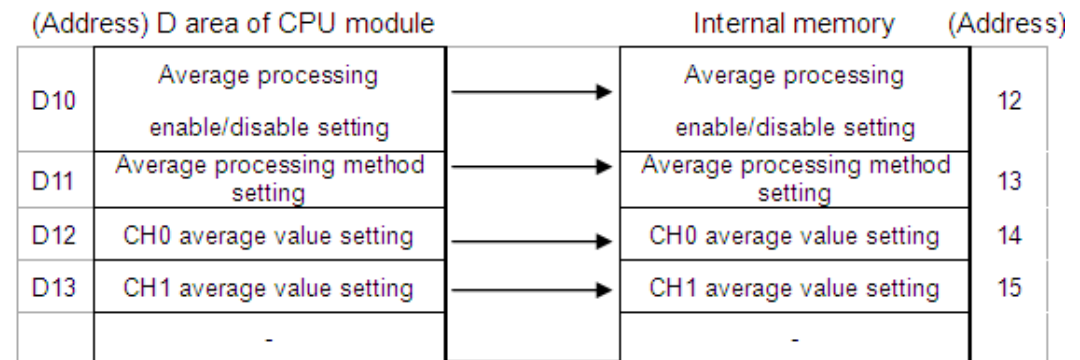 (Address) D area of CPU module Internal memory (Address)
D10 Average processing enable/disable setting Average processing enable/disable setting 12
D11 Average processing method setting Average processing method setting 13
D12 CH0 average value setting CH0 average value setting 14
D13 CH1 average value setting CH1 average value setting 15
- -